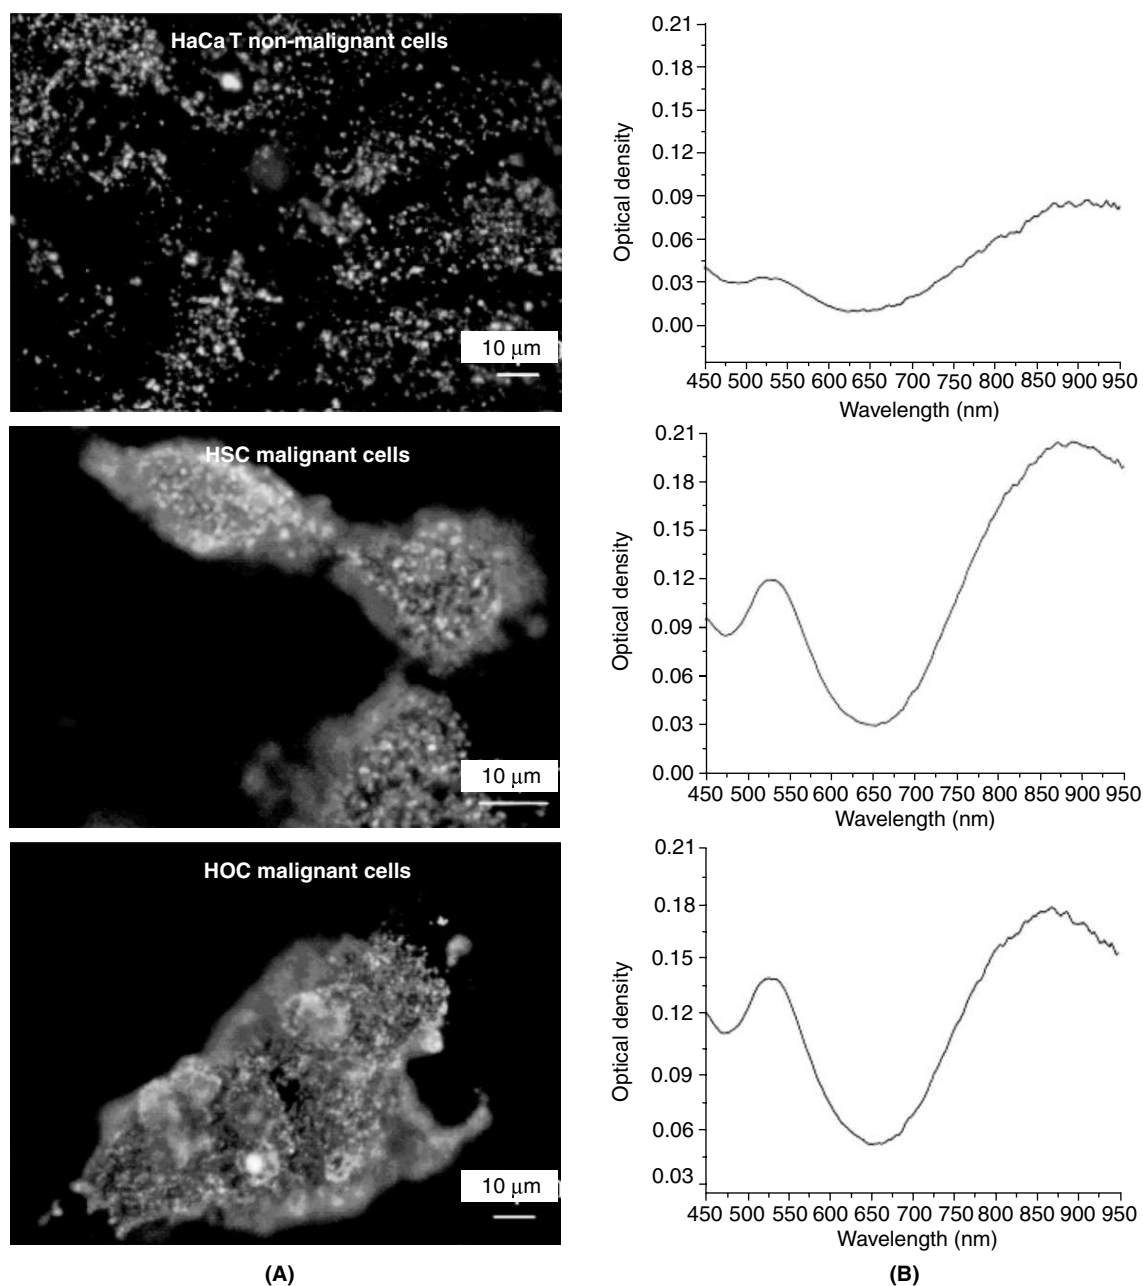 HaCaT non-malignant cells
10 μm
Optical density
0.21
0.18
0.15
0.12
0.09
0.06
0.03
0.00
450 500 550 600 650 700 750 800 850 900 950
Wavelength (nm)
HSC malignant cells
10 μm
Optical density
0.21
0.18
0.15
0.12
0.09
0.06
0.03
0.00
450 500 550 600 650 700 750 800 850 900 950
Wavelength (nm)
HOC malignant cells
10 μm
Optical density
0.21
0.18
0.15
0.12
0.09
0.06
0.03
450 500 550 600 650 700 750 800 850 900 950
Wavelength (nm)
(A)
(B)